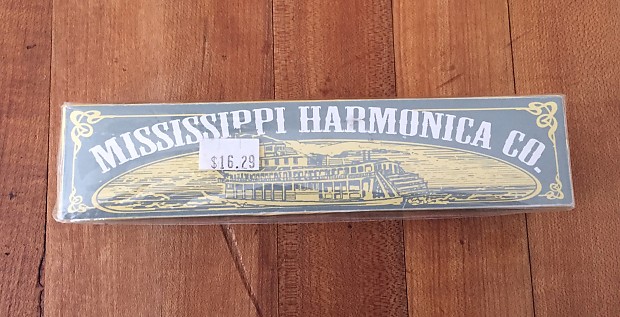 MISSISSIPPI HARMONICA CO.
$16.29